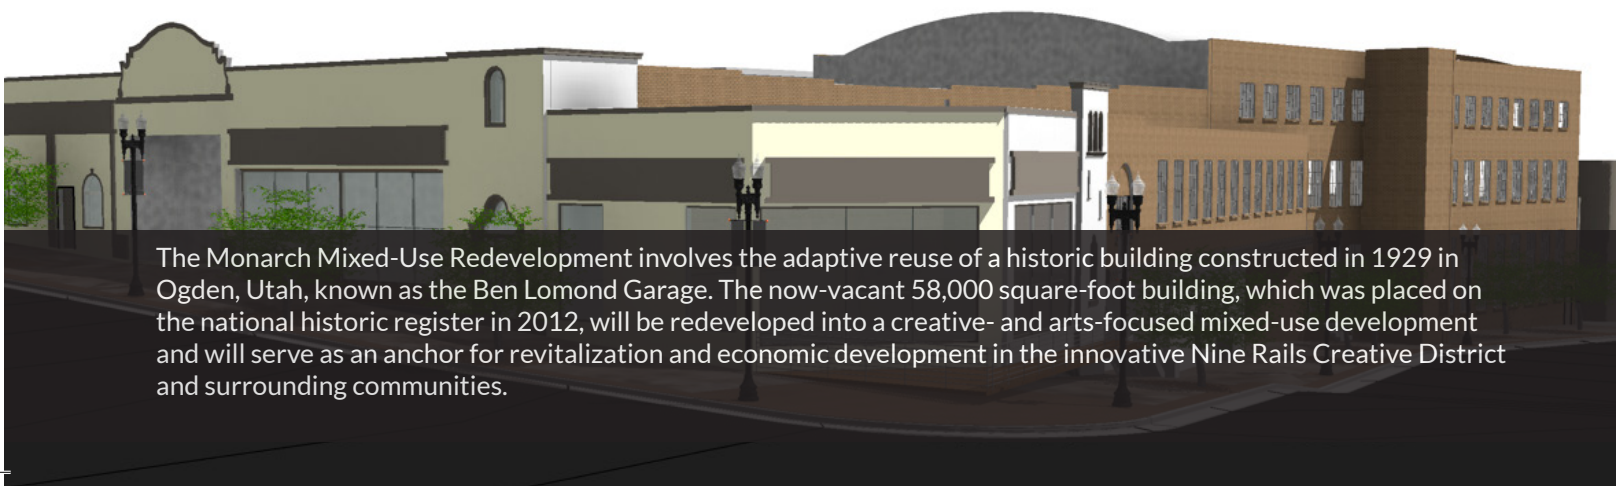 The Monarch Mixed-Use Redevelopment involves the adaptive reuse of a historic building constructed in 1929 in
Ogden, Utah, known as the Ben Lomond Garage. The now-vacant 58,000 square-foot building, which was placed on
the national historic register in 2012, will be redeveloped into a creative- and arts-focused mixed-use development
and will serve as an anchor for revitalization and economic development in the innovative Nine Rails Creative District
and surrounding communities.